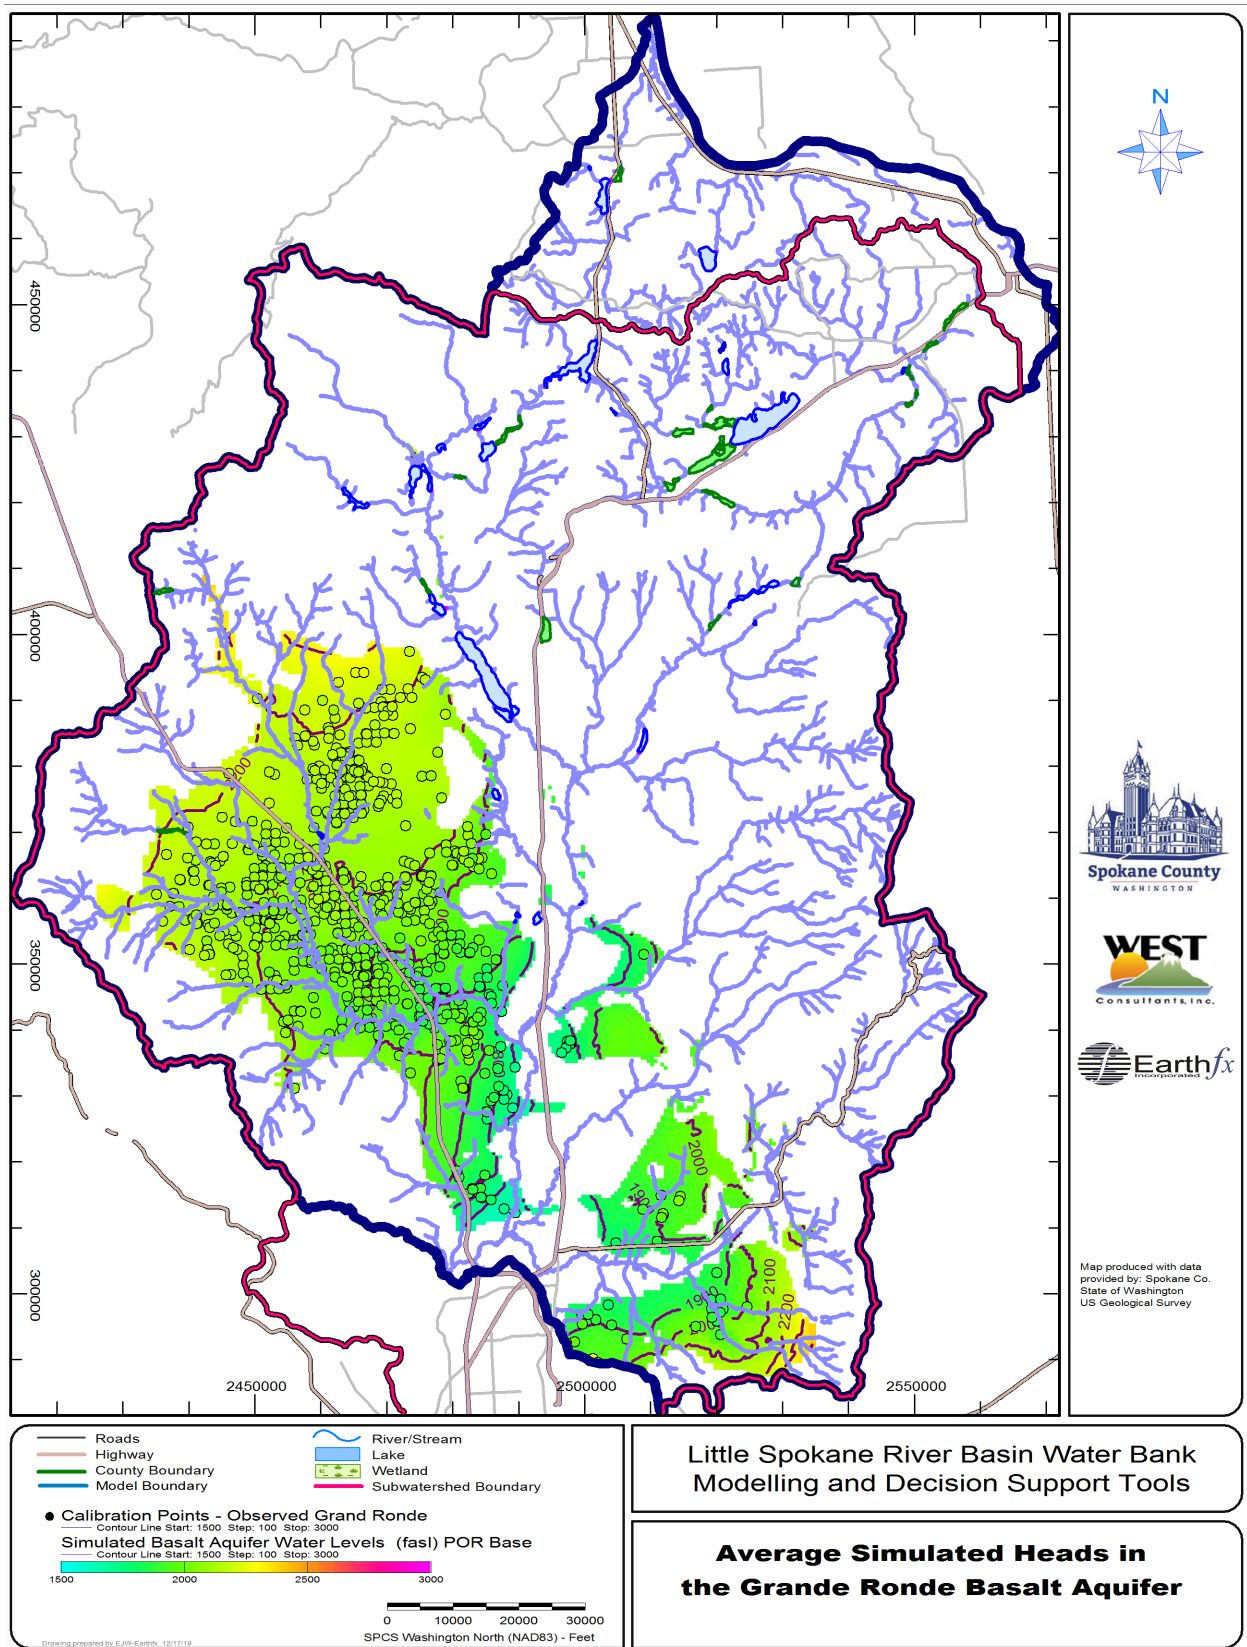 N
450000
400000
350000
300000
2200
2000
190
2100
2200
2450000
2500000
2550000
Spokane County
WASHINGTON
WEST
Consultants, Inc.
Earthfx
Incorporated
Map produced with data
provided by: Spokane Co.
State of Washington
US Geological Survey
Roads
Highway
County Boundary
Model Boundary
River/Stream
Lake
Wetland
Subwatershed Boundary
Calibration Points - Observed Grand Ronde
Contour Line Start: 1500 Step: 100 Stop: 3000
Simulated Basalt Aquifer Water Levels (fasl) POR Base
Contour Line Start: 1500 Step: 100 Stop: 3000
1500 2000 2500 3000
0 10000 20000 30000
SPCS Washington North (NAD83) - Feet
Drawing prepared by EJW-Earthfx 12/17/18
Little Spokane River Basin Water Bank
Modelling and Decision Support Tools
Average Simulated Heads in
the Grande Ronde Basalt Aquifer